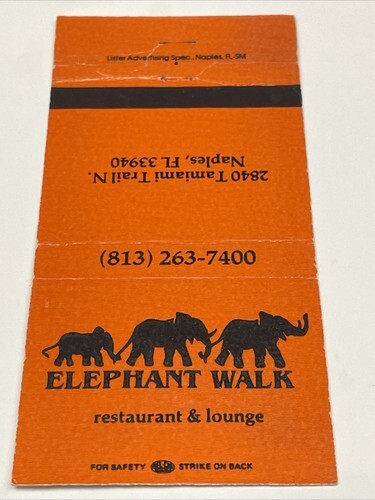 Lister Advertising Spec., Naples, FL SM
2840 Tamiami Trail N.
Naples, FL 33940
(813) 263-7400
ELEPHANT WALK
restaurant & lounge
FOR SAFETY STRIKE ON BACK